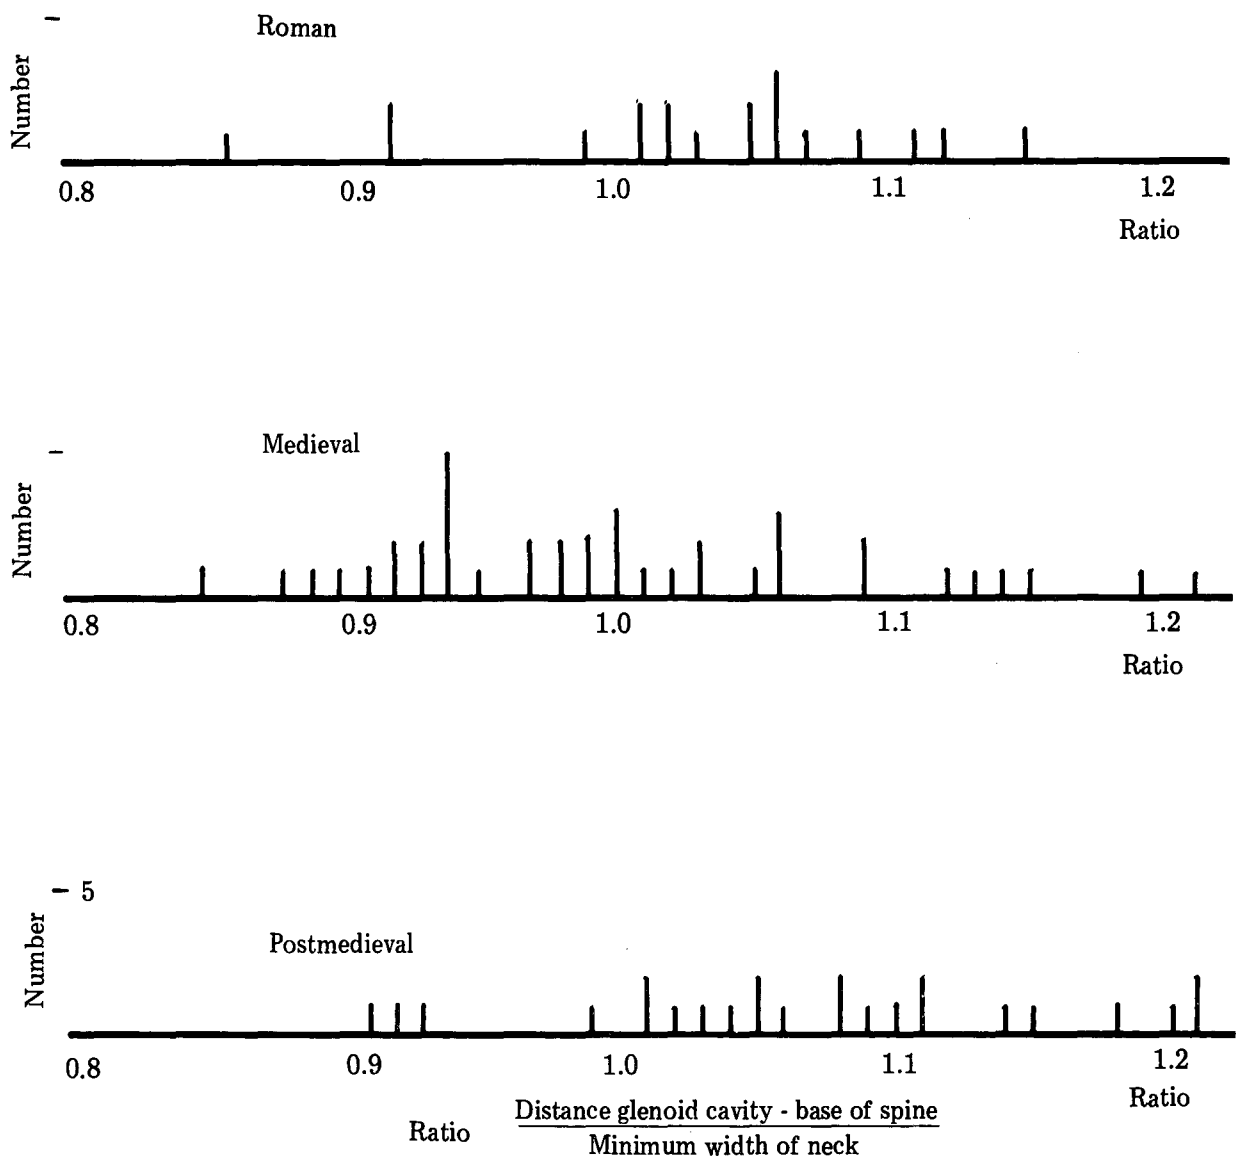 Roman
Number
0.8 0.9 1.0 1.1 1.2
Ratio
Medieval
Number
0.8 0.9 1.0 1.1 1.2
Ratio
5
Postmedieval
Number
0.8 0.9 1.0 1.1 1.2
Ratio
Distance glenoid cavity - base of spine
Ratio
Minimum width of neck